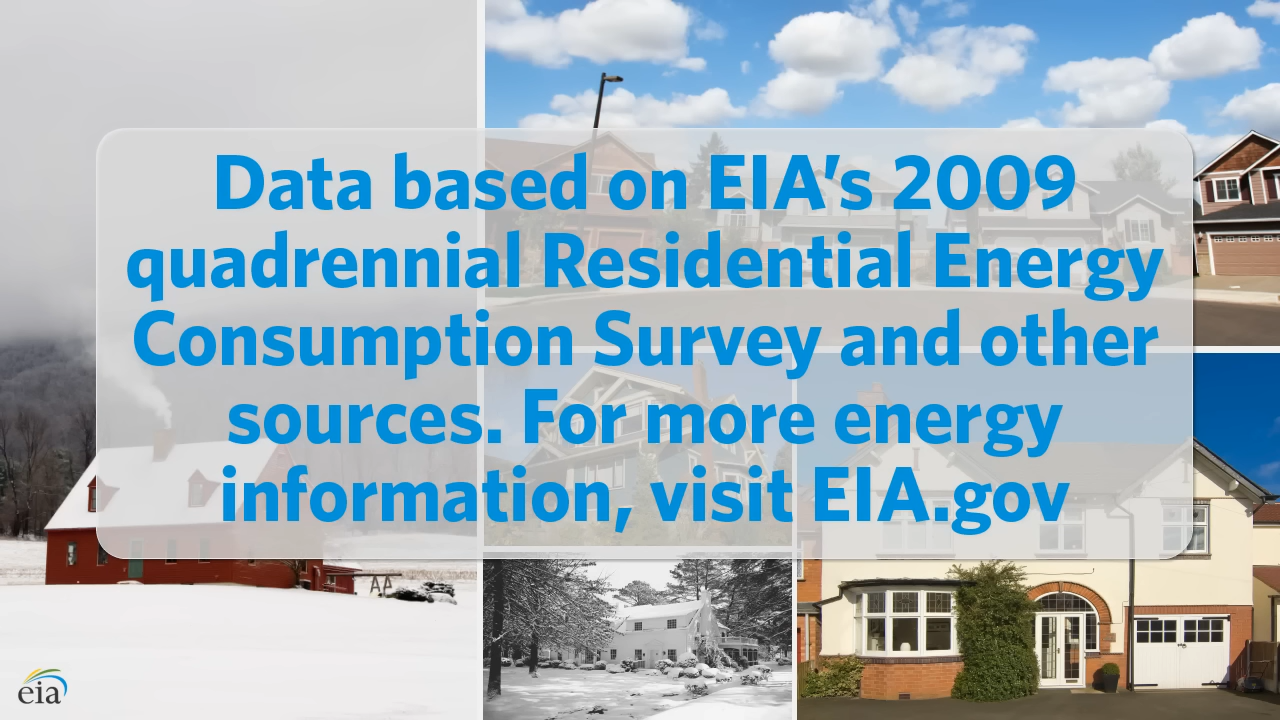 Data based on EIA’s 2009
quadrennial Residential Energy
Consumption Survey and other
sources. For more energy
information, visit EIA.gov
eia